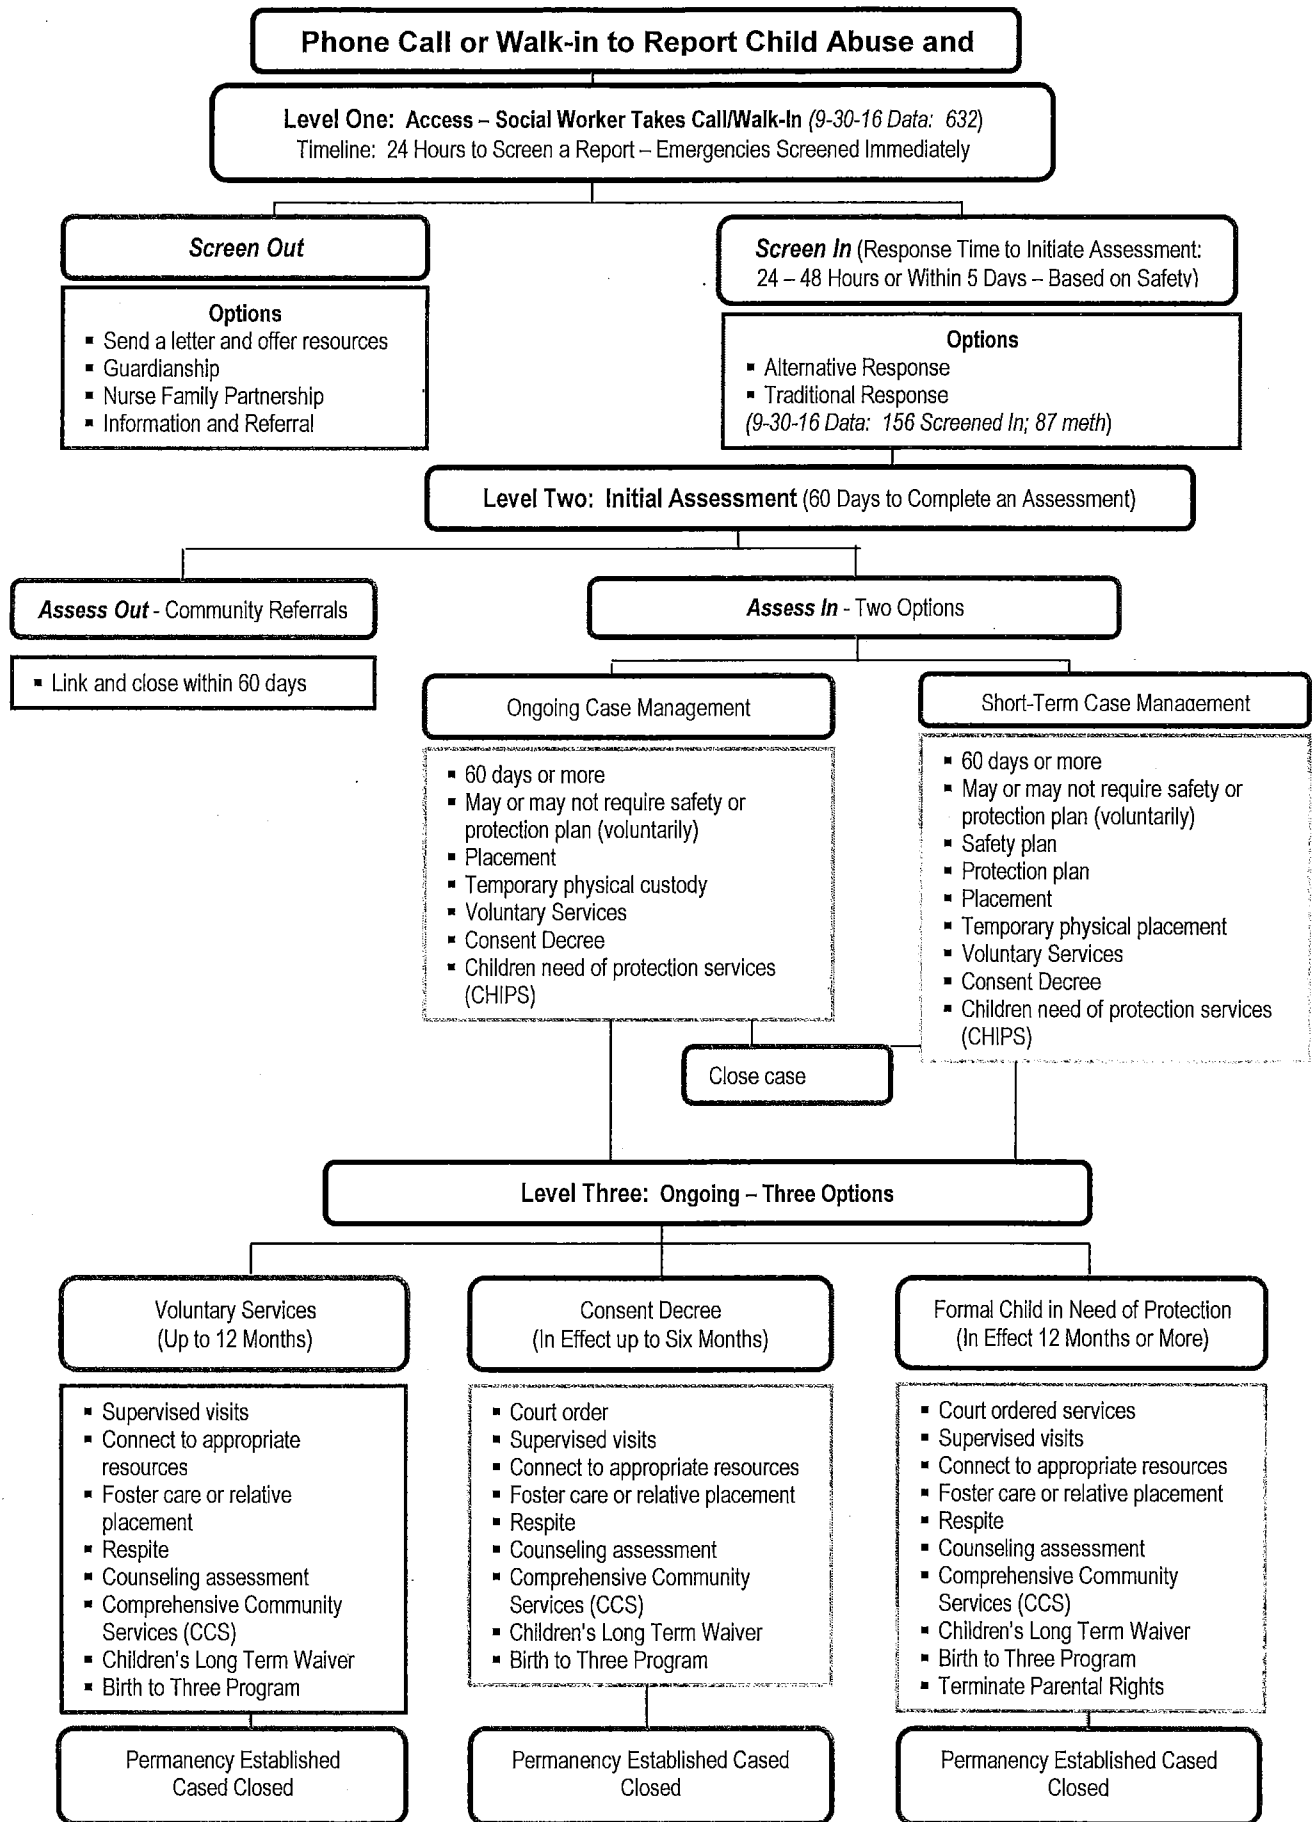 Phone Call or Walk-in to Report Child Abuse and
Level One: Access – Social Worker Takes Call/Walk-In (9-30-16 Data: 632)
Timeline: 24 Hours to Screen a Report – Emergencies Screened Immediately
Screen Out
Options
▪ Send a letter and offer resources
▪ Guardianship
▪ Nurse Family Partnership
▪ Information and Referral
Screen In (Response Time to Initiate Assessment:
24 – 48 Hours or Within 5 Days – Based on Safety)
Options
▪ Alternative Response
▪ Traditional Response
(9-30-16 Data: 156 Screened In; 87 meth)
Level Two: Initial Assessment (60 Days to Complete an Assessment)
Assess Out - Community Referrals
▪ Link and close within 60 days
Assess In - Two Options
Ongoing Case Management
▪ 60 days or more
▪ May or may not require safety or
protection plan (voluntarily)
▪ Placement
▪ Temporary physical custody
▪ Voluntary Services
▪ Consent Decree
▪ Children need of protection services
(CHIPS)
Short-Term Case Management
▪ 60 days or more
▪ May or may not require safety or
protection plan (voluntarily)
▪ Safety plan
▪ Protection plan
▪ Placement
▪ Temporary physical placement
▪ Voluntary Services
▪ Consent Decree
▪ Children need of protection services
(CHIPS)
Close case
Level Three: Ongoing – Three Options
Voluntary Services
(Up to 12 Months)
▪ Supervised visits
▪ Connect to appropriate
resources
▪ Foster care or relative
placement
▪ Respite
▪ Counseling assessment
▪ Comprehensive Community
Services (CCS)
▪ Children's Long Term Waiver
▪ Birth to Three Program
Permanency Established
Cased Closed
Consent Decree
(In Effect up to Six Months)
▪ Court order
▪ Supervised visits
▪ Connect to appropriate resources
▪ Foster care or relative placement
▪ Respite
▪ Counseling assessment
▪ Comprehensive Community
Services (CCS)
▪ Children's Long Term Waiver
▪ Birth to Three Program
Permanency Established Cased
Closed
Formal Child in Need of Protection
(In Effect 12 Months or More)
▪ Court ordered services
▪ Supervised visits
▪ Connect to appropriate resources
▪ Foster care or relative placement
▪ Respite
▪ Counseling assessment
▪ Comprehensive Community
Services (CCS)
▪ Children's Long Term Waiver
▪ Birth to Three Program
▪ Terminate Parental Rights
Permanency Established Cased
Closed